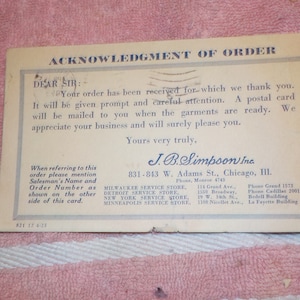 ACKNOWLEDGMENT OF ORDER
DEAR SIR:—
Your order has been received for which we thank you.
It will be given prompt and careful attention. A postal card
will be mailed to you when the garments are ready. We
appreciate your business and will surely please you.
Yours very truly,
J. B. Simpson Inc.
831-843 W. Adams St., Chicago, Ill.
When referring to this
order please mention
Salesman's Name and
Order Number as
shown on the other
side of this card.
MILWAUKEE SERVICE STORE,
DETROIT SERVICE STORE,
NEW YORK SERVICE STORE,
MINNEAPOLIS SERVICE STORE,